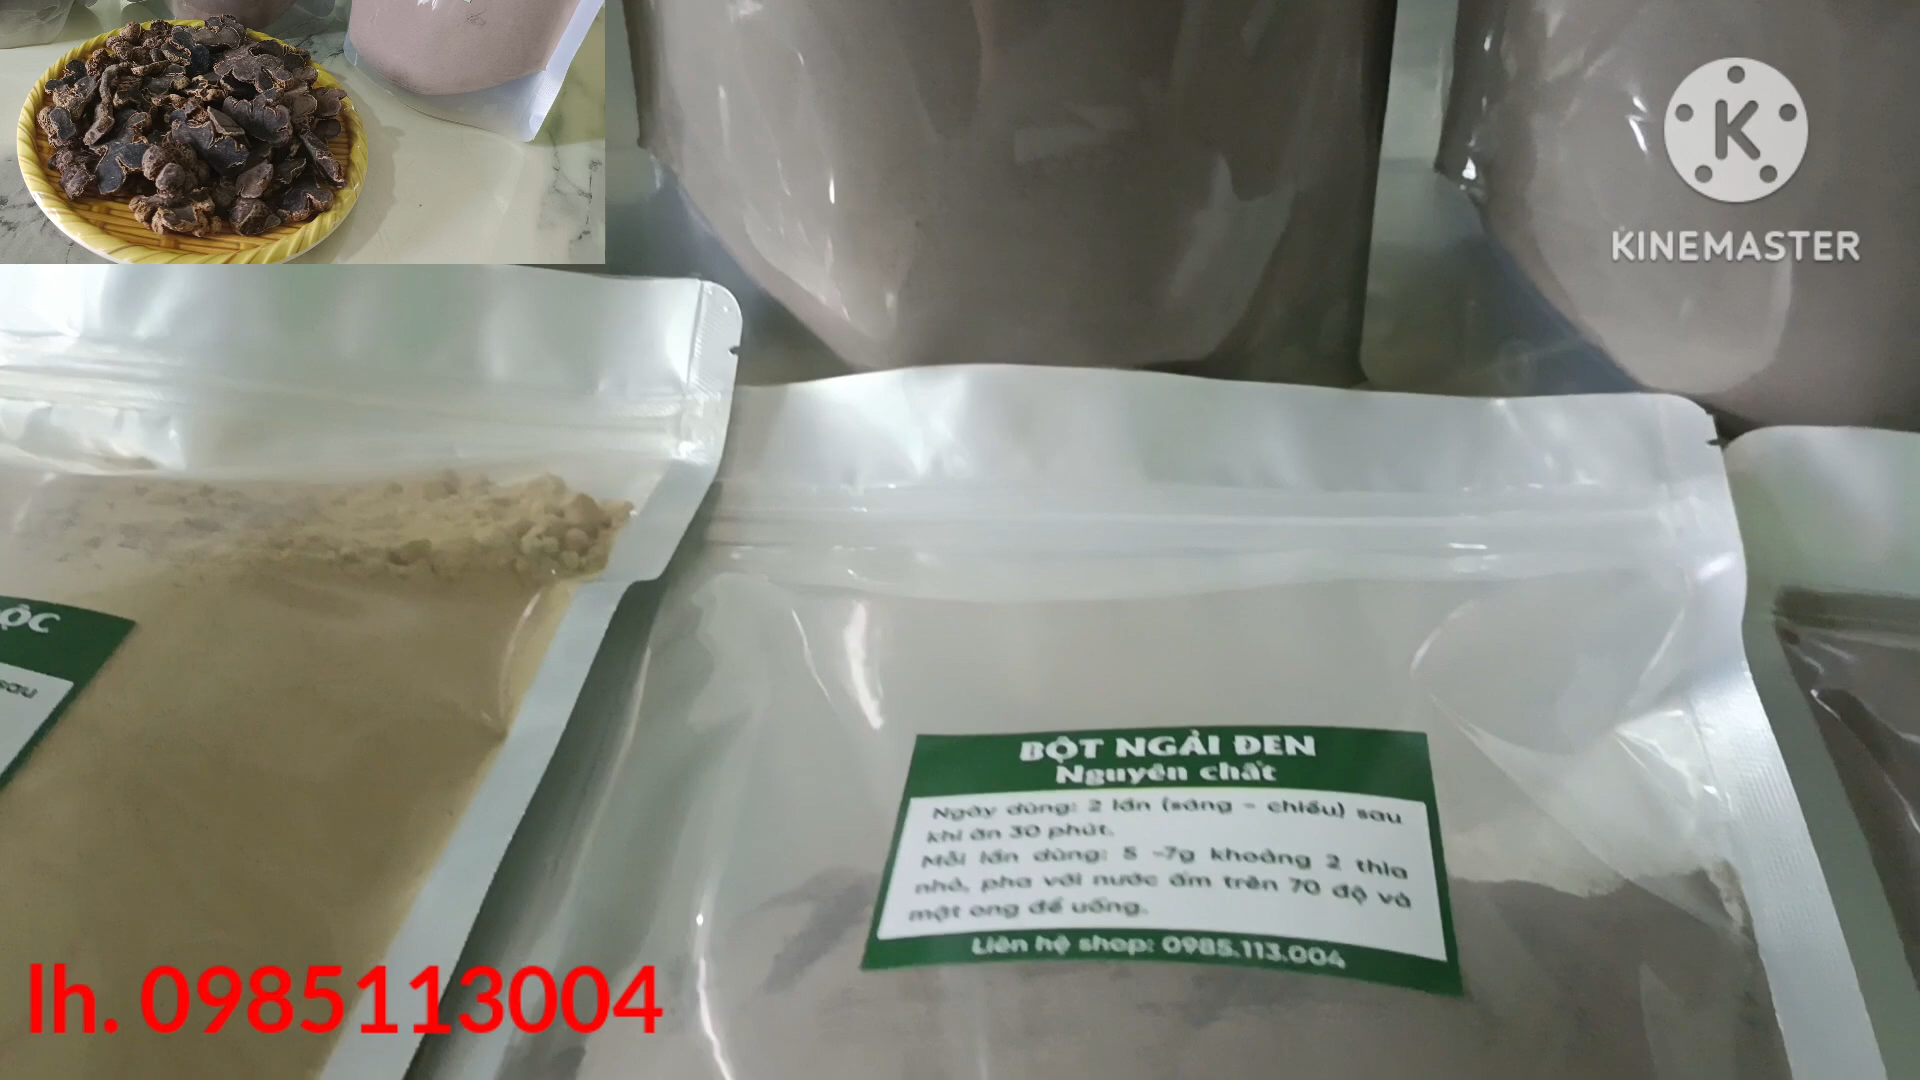 KINEMASTER
ỘC
sau
BỘT NGẢI ĐEN
Nguyên chất
Ngày dùng: 2 lần (sáng - chiều) sau
khi ăn 30 phút.
Mỗi lần dùng: 5 -7g khoảng 2 thìa
nhỏ, pha với nước ấm trên 70 độ và
mật ong để uống.
Liên hệ shop: 0985.113.004
lh. 0985113004